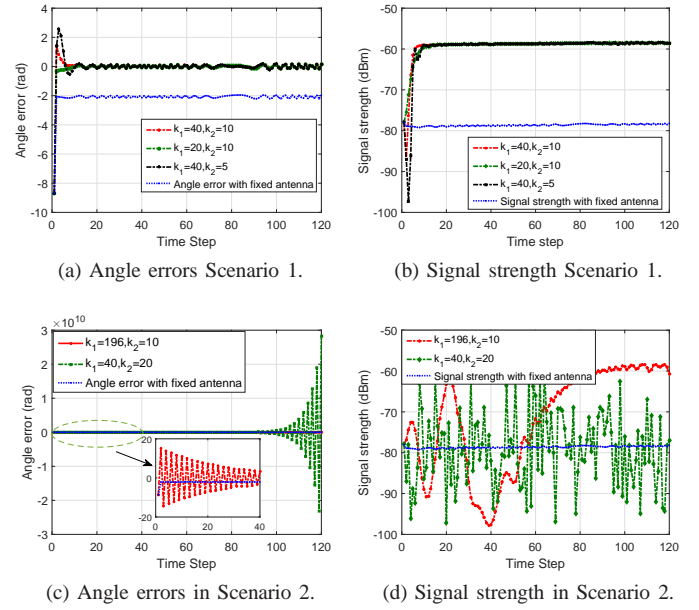 (a)
4
2
0
-2
-4
-6
-8
-10
Angle error (rad)
k1=40,k2=10
k1=20,k2=10
k1=40,k2=5
Angle error with fixed antenna
0 20 40 60 80 100 120
Time Step
(a) Angle errors Scenario 1.
(b)
-50
-60
-70
-80
-90
-100
Signal strength (dBm)
k1=40,k2=10
k1=20,k2=10
k1=40,k2=5
Signal strength with fixed antenna
0 20 40 60 80 100 120
Time step
(b) Signal strength Scenario 1.
×10^10
3
2
1
0
-1
-2
-3
Angle error (rad)
k1=196,k2=10
k1=40,k2=20
Angle error with fixed antenna
20
0
-20
20 40
0 20 40 60 80 100 120
Time Step
(c) Angle errors in Scenario 2.
-50
-60
-70
-80
-90
-100
Signal strength (dBm)
k1=196,k2=10
k1=40,k2=20
Signal strength with fixed antenna
0 20 40 60 80 100 120
Time Step
(d) Signal strength in Scenario 2.